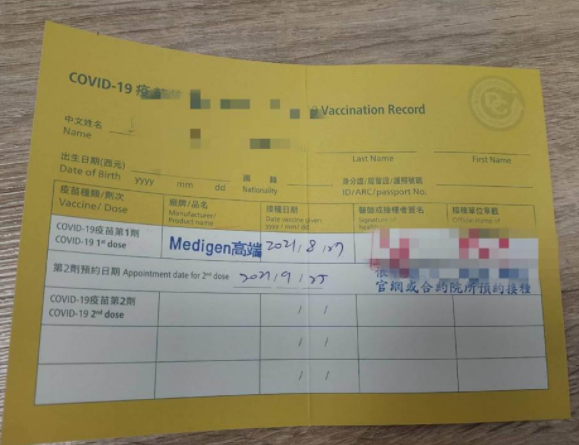 COVID-19 疫苗
Vaccination Record
中文姓名
Name
Last Name
First Name
出生日期(西元)
Date of Birth
yyyy mm dd
國籍
Nationality
身分證/居留證/護照號碼
ID/ARC/passport No.
疫苗種類/劑次
Vaccine/ Dose
廠牌/品名
Manufacturer/
Product name
接種日期
Date vaccine given
yyyy / mm/ dd
醫師或接種者簽名
Signature of
接種單位章戳
Official stamp of
COVID-19疫苗第1劑
COVID-19 1st dose
Medigen高端
2021/8/27
第2劑預約日期 Appointment date for 2nd dose
2021/9/25
官網或合約院所預約接種
COVID-19疫苗第2劑
COVID-19 2nd dose
/ /
/ /
/ /